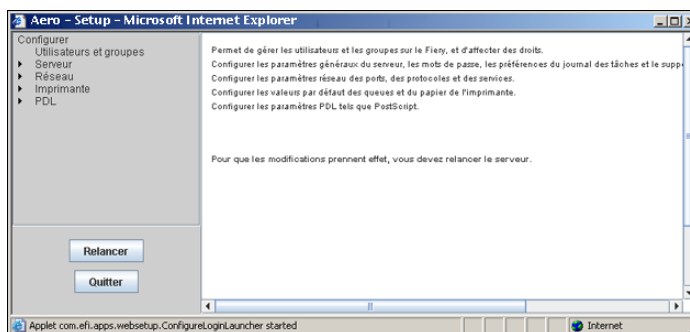 Aero - Setup - Microsoft Internet Explorer
Configurer
Utilisateurs et groupes
Serveur
Réseau
Imprimante
PDL
Permet de gérer les utilisateurs et les groupes sur le Fiery, et d'affecter des droits.
Configurer les paramètres généraux du serveur, les mots de passe, les préférences du journal des tâches et le supp
Configurer les paramètres réseau des ports, des protocoles et des services.
Configurer les valeurs par défaut des queues et du papier de l'imprimante.
Configurer les paramètres PDL tels que PostScript.
Pour que les modifications prennent effet, vous devez relancer le serveur.
Relancer
Quitter
Applet com.efi.apps.websetup.ConfigureLoginLauncher started
Internet